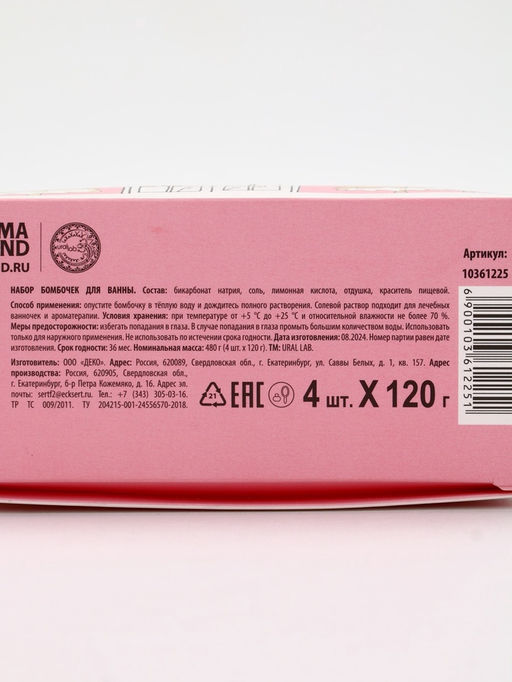 MA
ND
D.RU
Артикул:
10361225
НАБОР БОМБОЧЕК ДЛЯ ВАННЫ. Состав: бикарбонат натрия, соль, лимонная кислота, отдушка, краситель пищевой.
Способ применения: опустите бомбочку в тёплую воду и дождитесь полного растворения. Солевой раствор подходит для лечебных
ванночек и ароматерапии. Условия хранения: при температуре от +5 °С до +25 °С и относительной влажности не более 70 %.
Меры предосторожности: избегать попадания в глаза. В случае попадания в глаза промыть большим количеством воды. Использовать
только для наружного применения. Не использовать по истечении срока годности. Дата изготовления: 08.2024. Номер партии равен дате
изготовления. Срок годности: 36 мес. Номинальная масса: 480 г (4 шт. х 120 г). ТМ: URAL LAB.
Изготовитель: ООО «ДЕКО». Адрес: Россия, 620089, Свердловская обл., г. Екатеринбург, ул. Саввы Белых, д. 1, кв. 157. Адрес
производства: Россия, 620905, Свердловская обл.,
г. Екатеринбург, б-р Петра Кожемяко, д. 16. Адрес эл.
почты: sertf2@ecksert.ru. Тел.: +7 (343) 305-03-16.
ТР ТС 009/2011. ТУ 204215-001-24556570-2018.
21
EAC
4 шт. Х 120 г
6900103612251